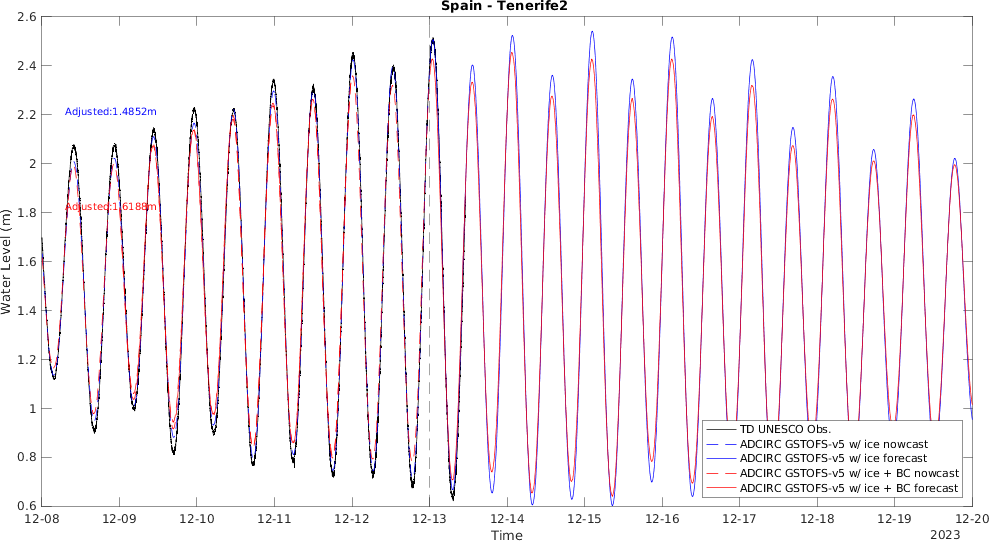 Spain - Tenerife2
2.6
2.4
2.2
2
1.8
1.6
1.4
1.2
1
0.8
0.6
Water Level (m)
Adjusted:1.4852m
Adjusted:1.6188m
TD UNESCO Obs.
ADCIRC GSTOFS-v5 w/ ice nowcast
ADCIRC GSTOFS-v5 w/ ice forecast
ADCIRC GSTOFS-v5 w/ ice + BC nowcast
ADCIRC GSTOFS-v5 w/ ice + BC forecast
12-08 12-09 12-10 12-11 12-12 12-13 12-14 12-15 12-16 12-17 12-18 12-19 12-20
Time
2023